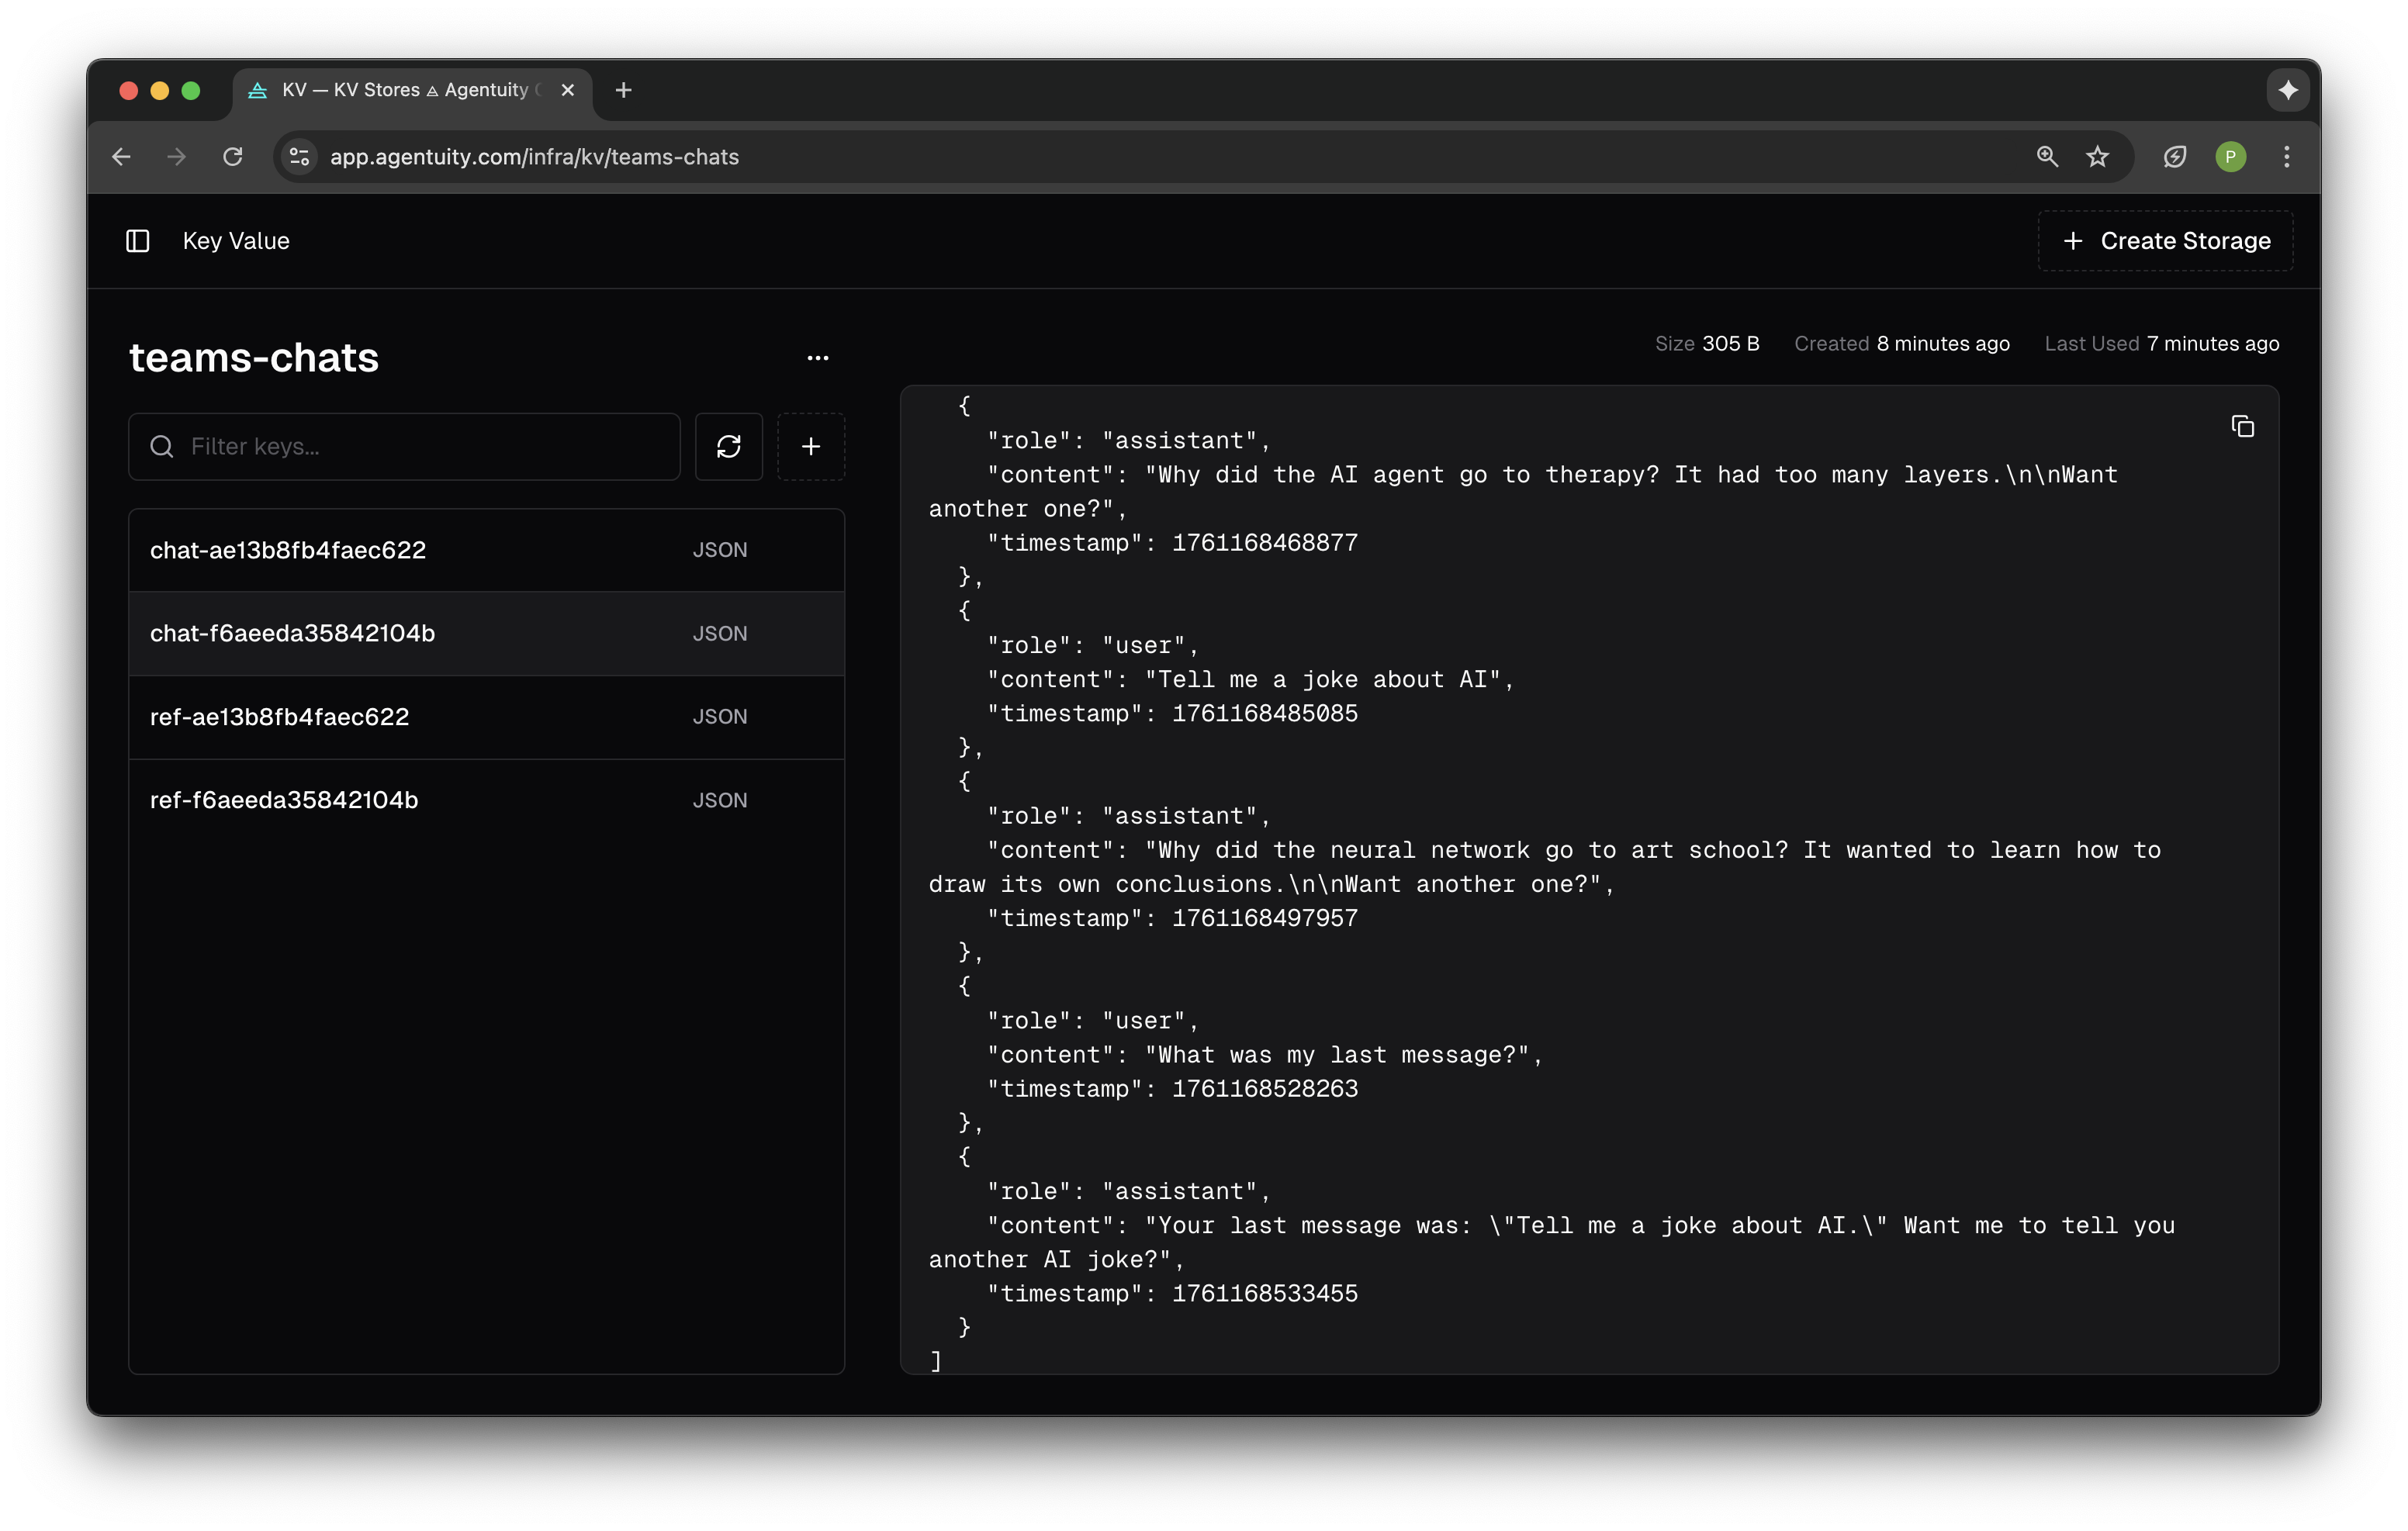 KV — KV Stores ⟁ Agentuity
app.agentuity.com/infra/kv/teams-chats
P
Key Value
Create Storage
teams-chats
Size 305 B Created 8 minutes ago Last Used 7 minutes ago
Filter keys...
chat-ae13b8fb4faec622 JSON
chat-f6aeeda35842104b JSON
ref-ae13b8fb4faec622 JSON
ref-f6aeeda35842104b JSON
{
"role": "assistant",
"content": "Why did the AI agent go to therapy? It had too many layers.\n\nWant
another one?",
"timestamp": 1761168468877
},
{
"role": "user",
"content": "Tell me a joke about AI",
"timestamp": 1761168485085
},
{
"role": "assistant",
"content": "Why did the neural network go to art school? It wanted to learn how to
draw its own conclusions.\n\nWant another one?",
"timestamp": 1761168497957
},
{
"role": "user",
"content": "What was my last message?",
"timestamp": 1761168528263
},
{
"role": "assistant",
"content": "Your last message was: \"Tell me a joke about AI.\" Want me to tell you
another AI joke?",
"timestamp": 1761168533455
}
]